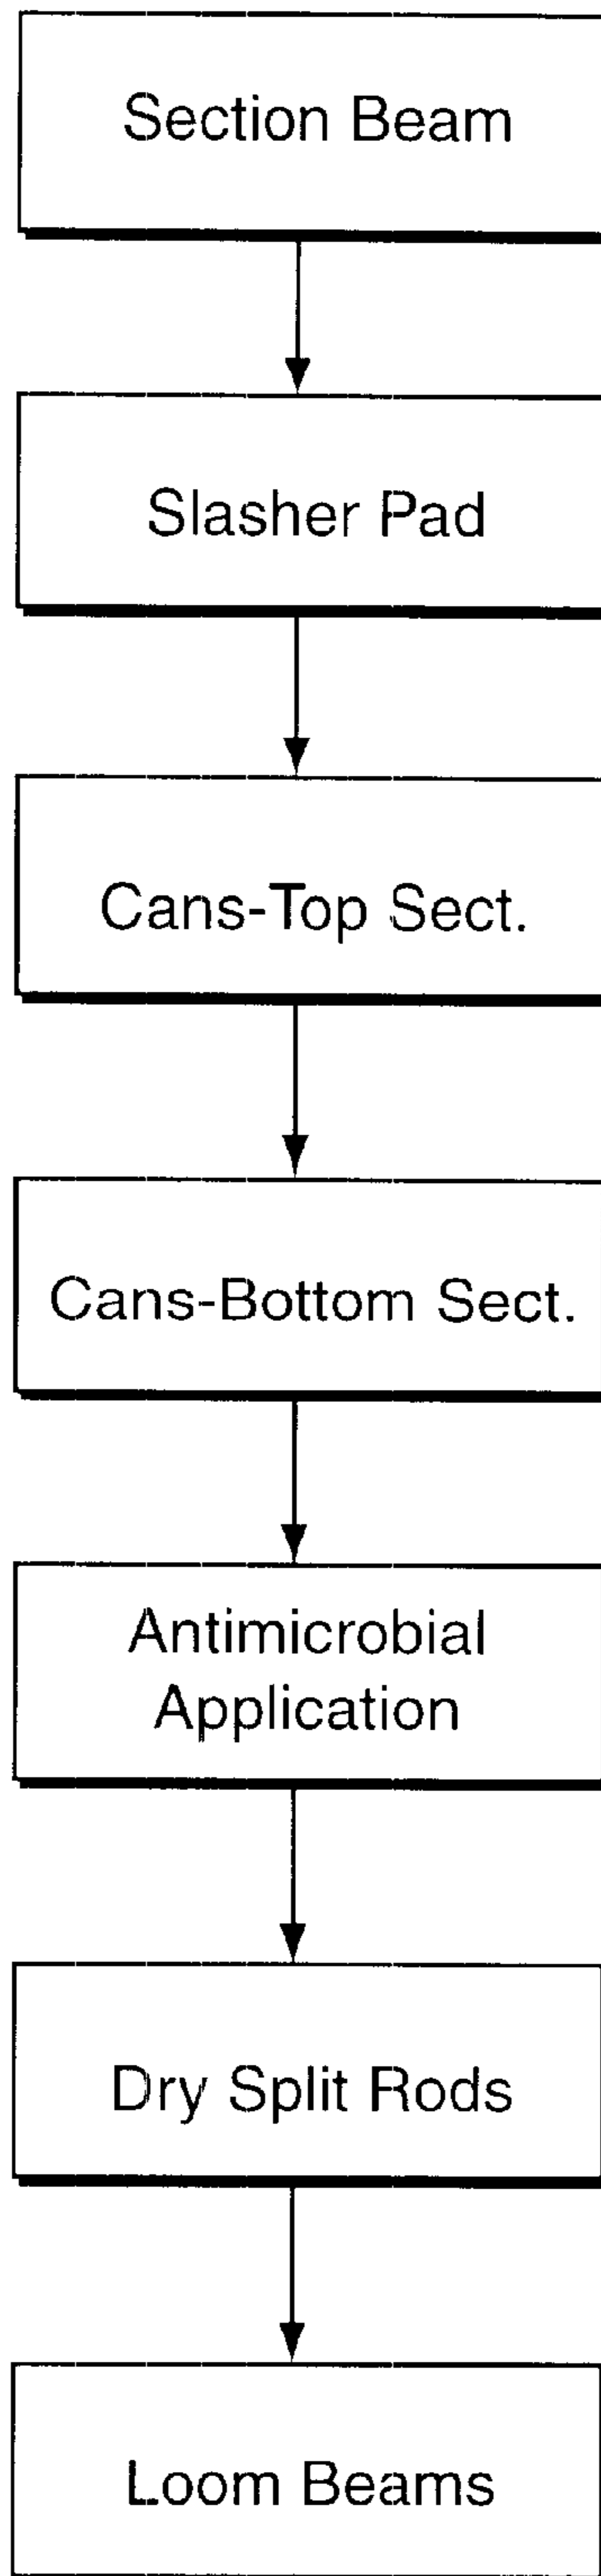 Section Beam
Slasher Pad
Cans-Top Sect.
Cans-Bottom Sect.
Antimicrobial
Application
Dry Split Rods
Loom Beams